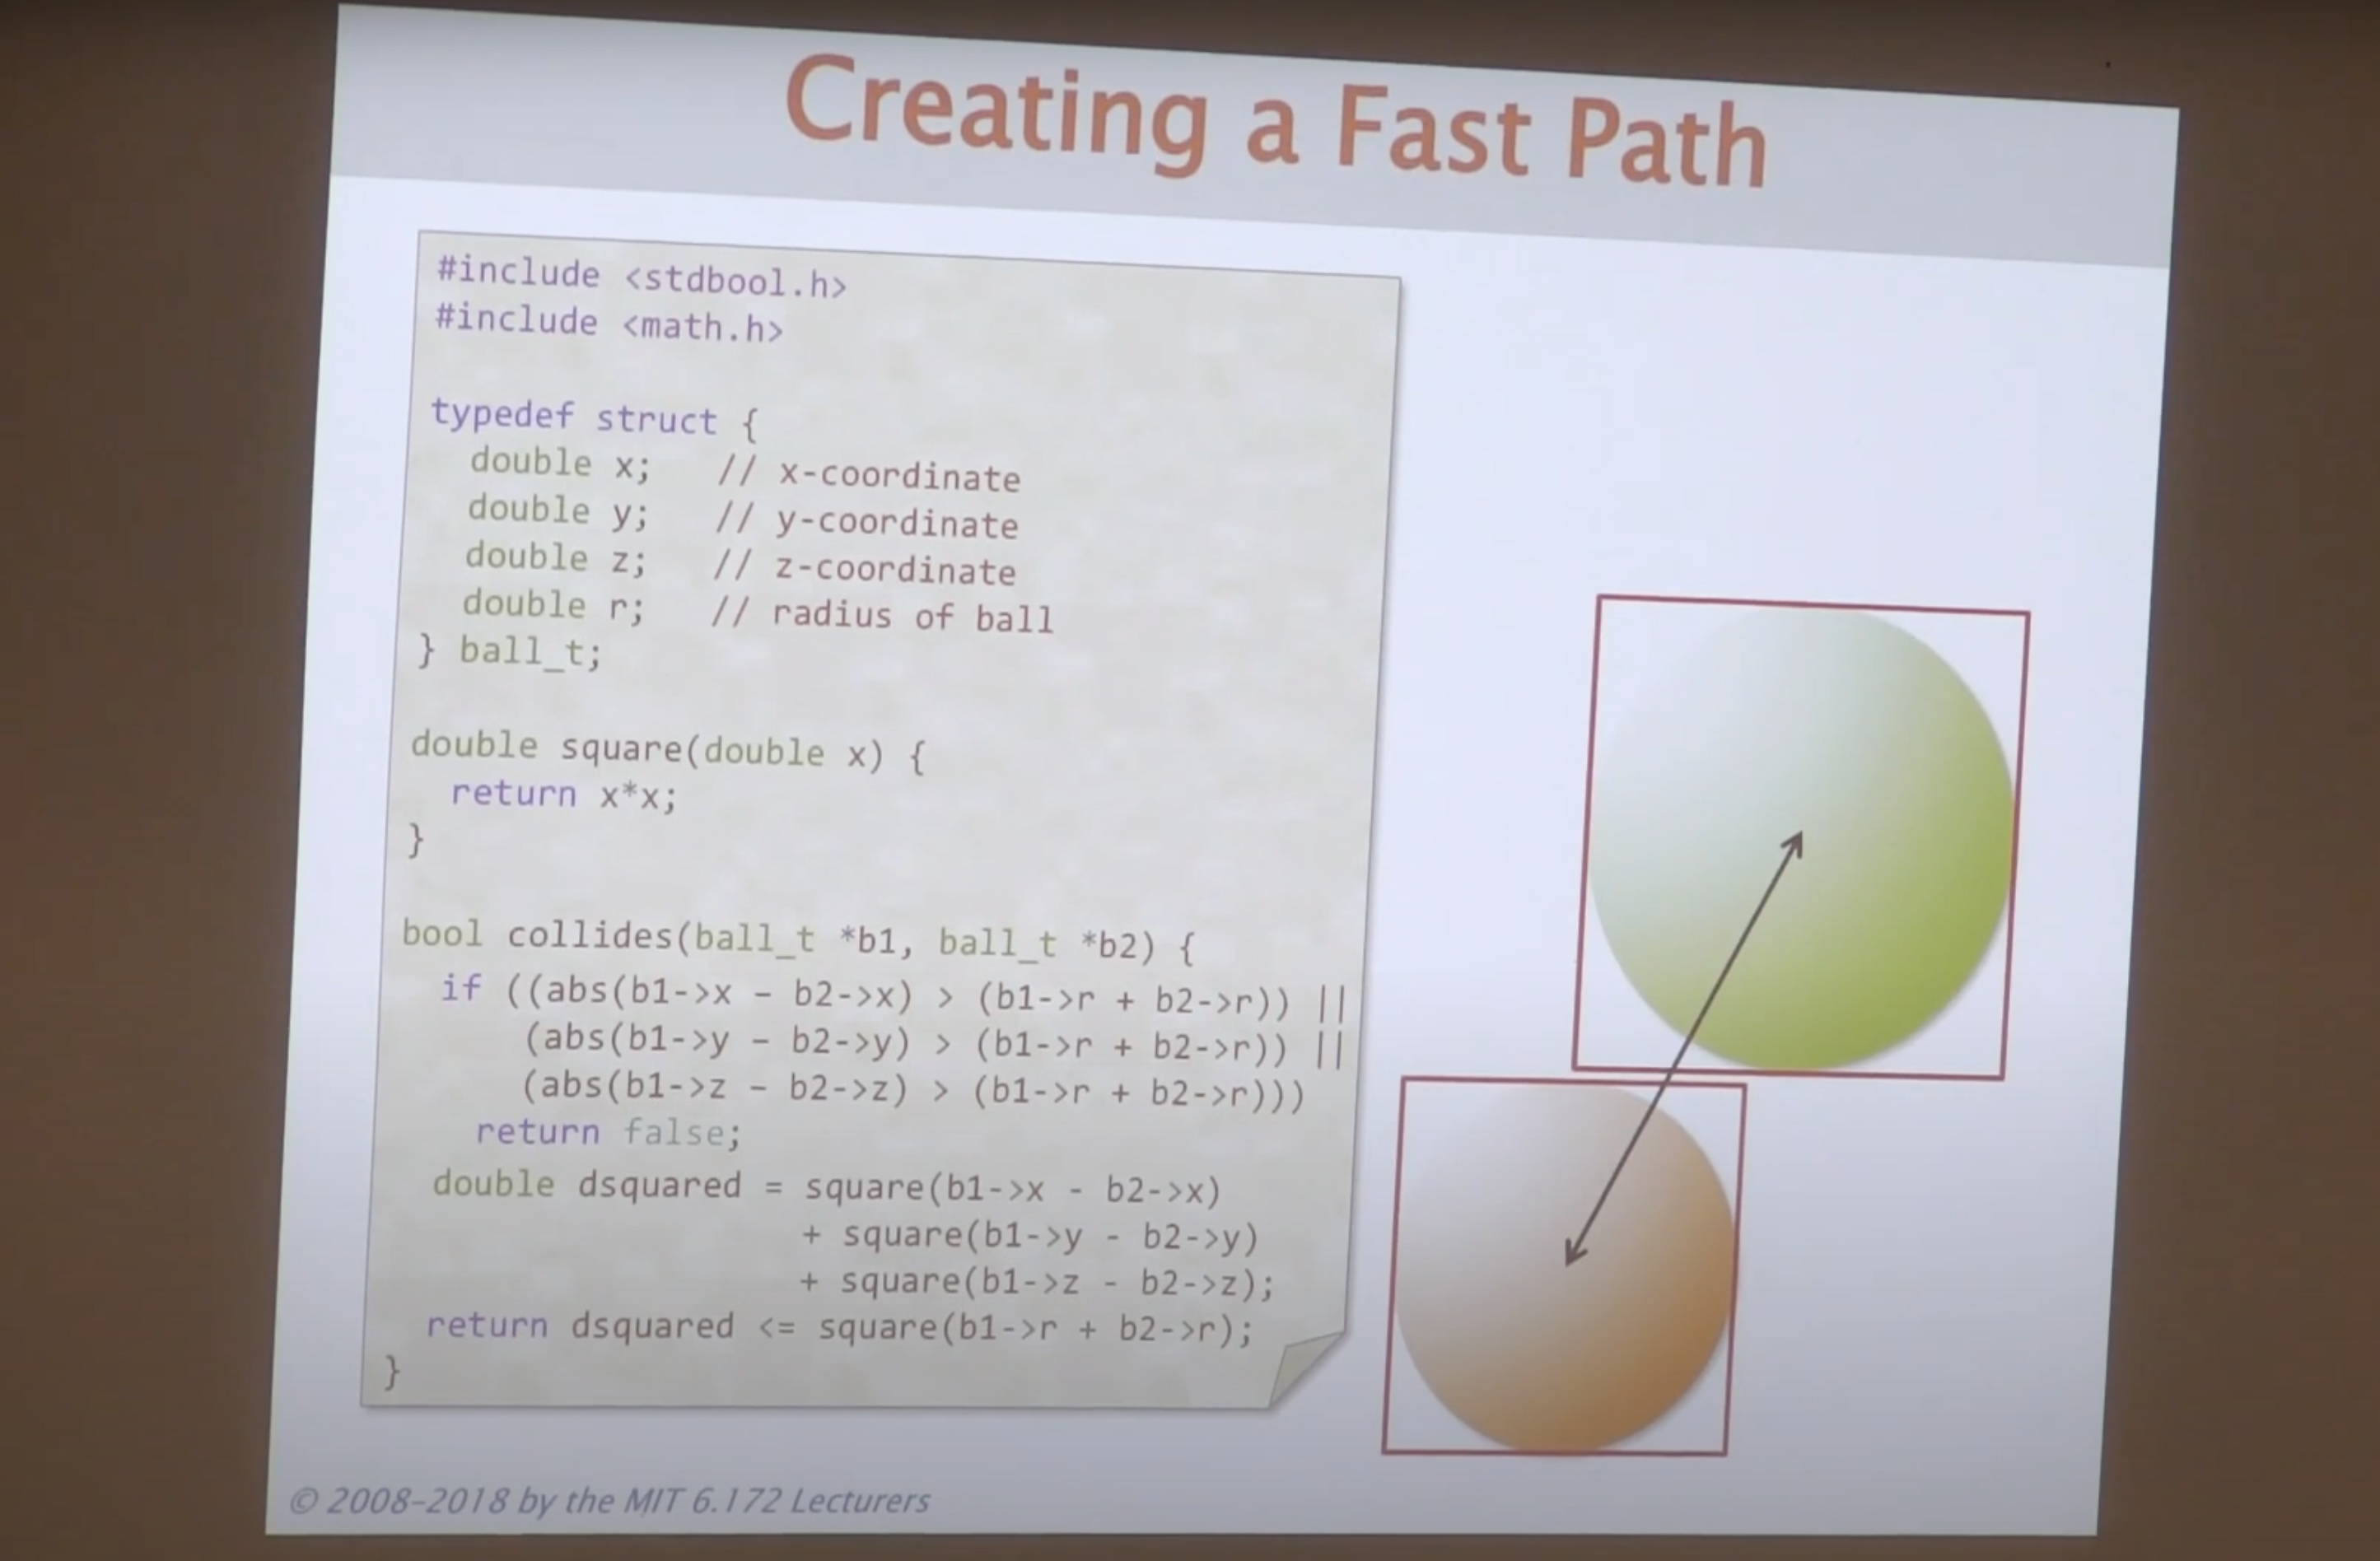 Creating a Fast Path
#include <stdbool.h>
#include <math.h>
typedef struct {
  double x;   // x-coordinate
  double y;   // y-coordinate
  double z;   // z-coordinate
  double r;   // radius of ball
} ball_t;
double square(double x) {
  return x*x;
}
bool collides(ball_t *b1, ball_t *b2) {
  if ((abs(b1->x – b2->x) > (b1->r + b2->r)) ||
      (abs(b1->y – b2->y) > (b1->r + b2->r)) ||
      (abs(b1->z – b2->z) > (b1->r + b2->r)))
    return false;
  double dsquared = square(b1->x - b2->x)
                    + square(b1->y - b2->y)
                    + square(b1->z - b2->z);
  return dsquared <= square(b1->r + b2->r);
}
© 2008–2018 by the MIT 6.172 Lecturers